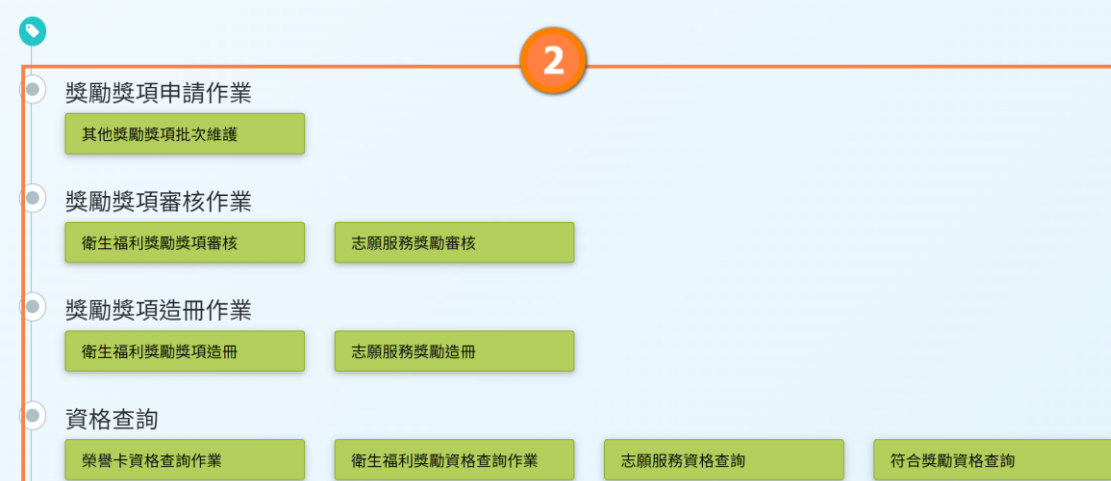 2
獎勵獎項申請作業
其他獎勵獎項批次維護
獎勵獎項審核作業
衛生福利獎勵獎項審核
志願服務獎勵審核
獎勵獎項造冊作業
衛生福利獎勵獎項造冊
志願服務獎勵造冊
資格查詢
榮譽卡資格查詢作業
衛生福利獎勵資格查詢作業
志願服務資格查詢
符合獎勵資格查詢